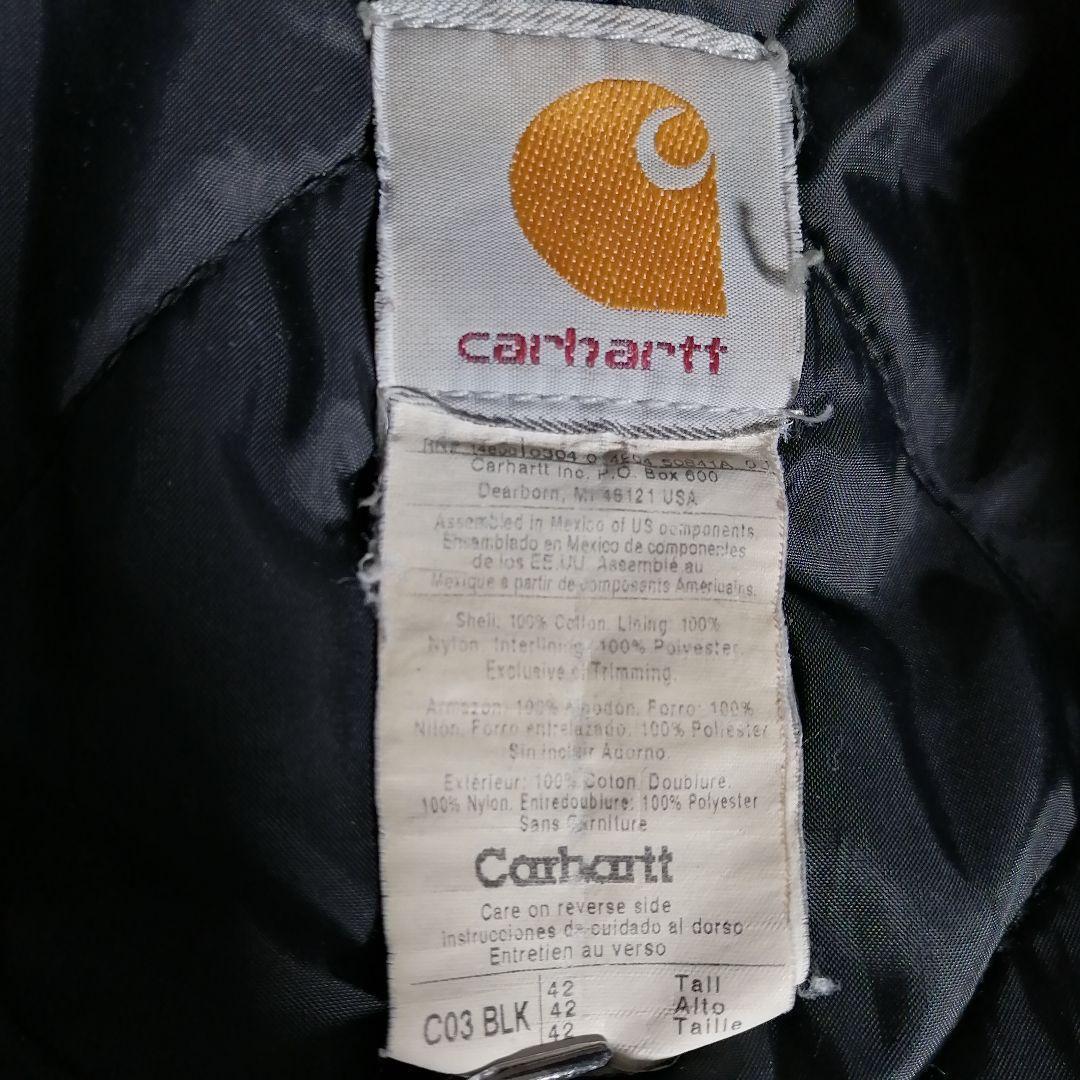 carhartt
Carhartt Inc. P.O. Box 600
Dearborn, MI 48121 USA
Assembled in Mexico of US components
Ensamblado en Mexico de componentes
de los EE.UU. Assemblé au
Mexique a partir de composants Américains.
Shell: 100% Cotton. Lining: 100%
Nylon. Interlining: 100% Polyester.
Exclusive of Trimming.
Armazon: 100% Algodón. Forro: 100%
Nilon. Forro entrelazado: 100% Poliester
Sin incluir Adorno.
Extérieur: 100% Coton Doublure.
100% Nylon. Entredoublure: 100% Polyester
Sans Garniture
Carhartt
Care on reverse side
Instrucciones de cuidado al dorso
Entretien au verso
C03 BLK
42 Tall
42 Alto
42 Taille